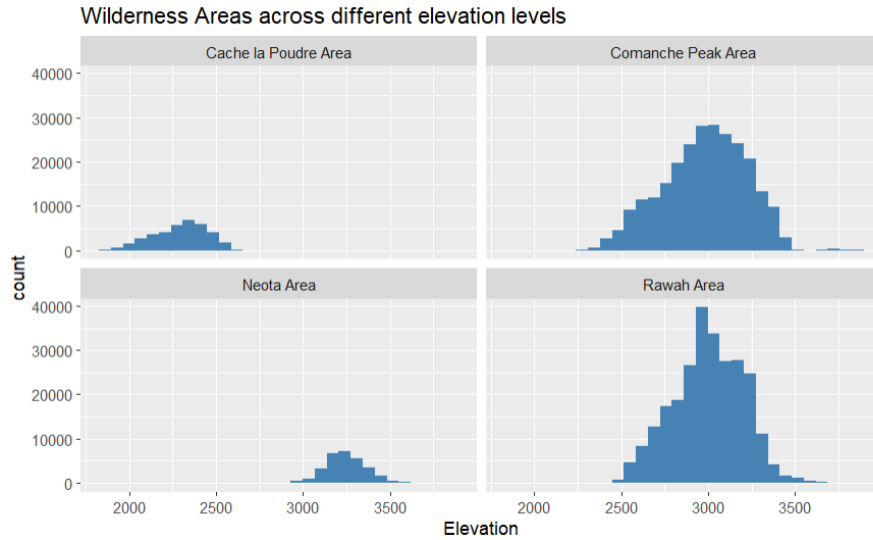 Wilderness Areas across different elevation levels
Cache la Poudre Area
Comanche Peak Area
40000
30000
20000
10000
0
count
Neota Area
Rawah Area
40000
30000
20000
10000
0
2000 2500 3000 3500
2000 2500 3000 3500
Elevation